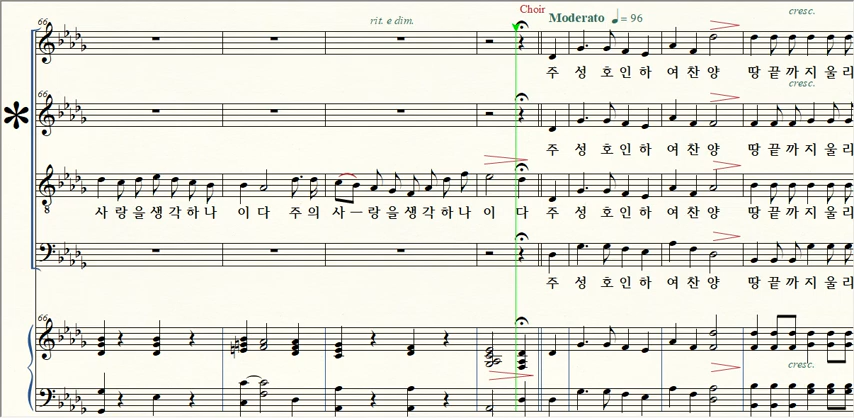 Choir
66 rit. e dim. Moderato ♩= 96 cresc.
주 성 호 인 하 여 찬 양 땅 끝 까 지 울 리
66 cresc.
주 성 호 인 하 여 찬 양 땅 끝 까 지 울 리
66
8
사 랑 을 생 각 하 나 이 다 주 의 사 ㅡ 랑 을 생 각 하 나 이 다 주 성 호 인 하 여 찬 양 땅 끝 까 지 울 리
주 성 호 인 하 여 찬 양 땅 끝 까 지 울 리
66
cresc.